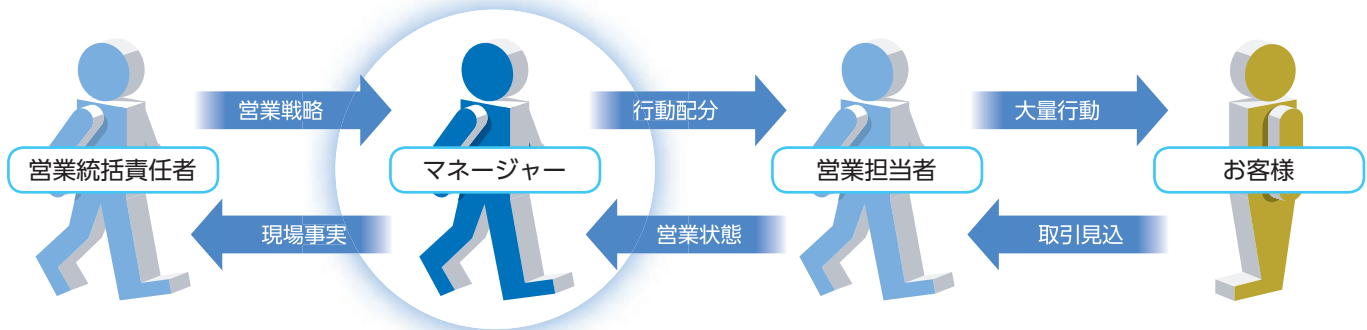 営業戦略
行動配分
大量行動
営業統括責任者
マネージャー
営業担当者
お客様
現場事実
営業状態
取引見込